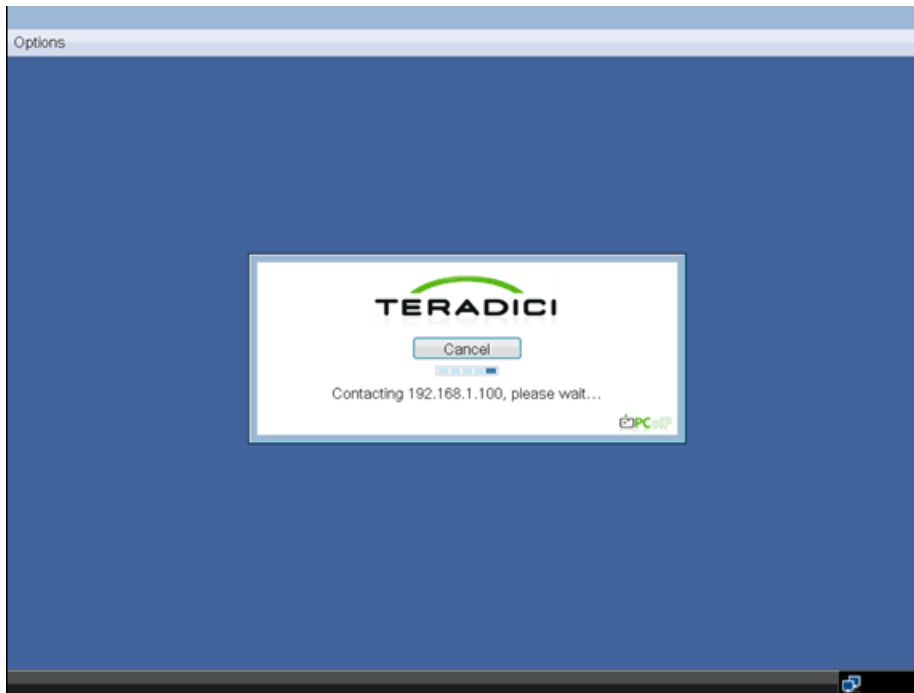 Options
TERADICI
Cancel
Contacting 192.168.1.100, please wait...
PCoIP